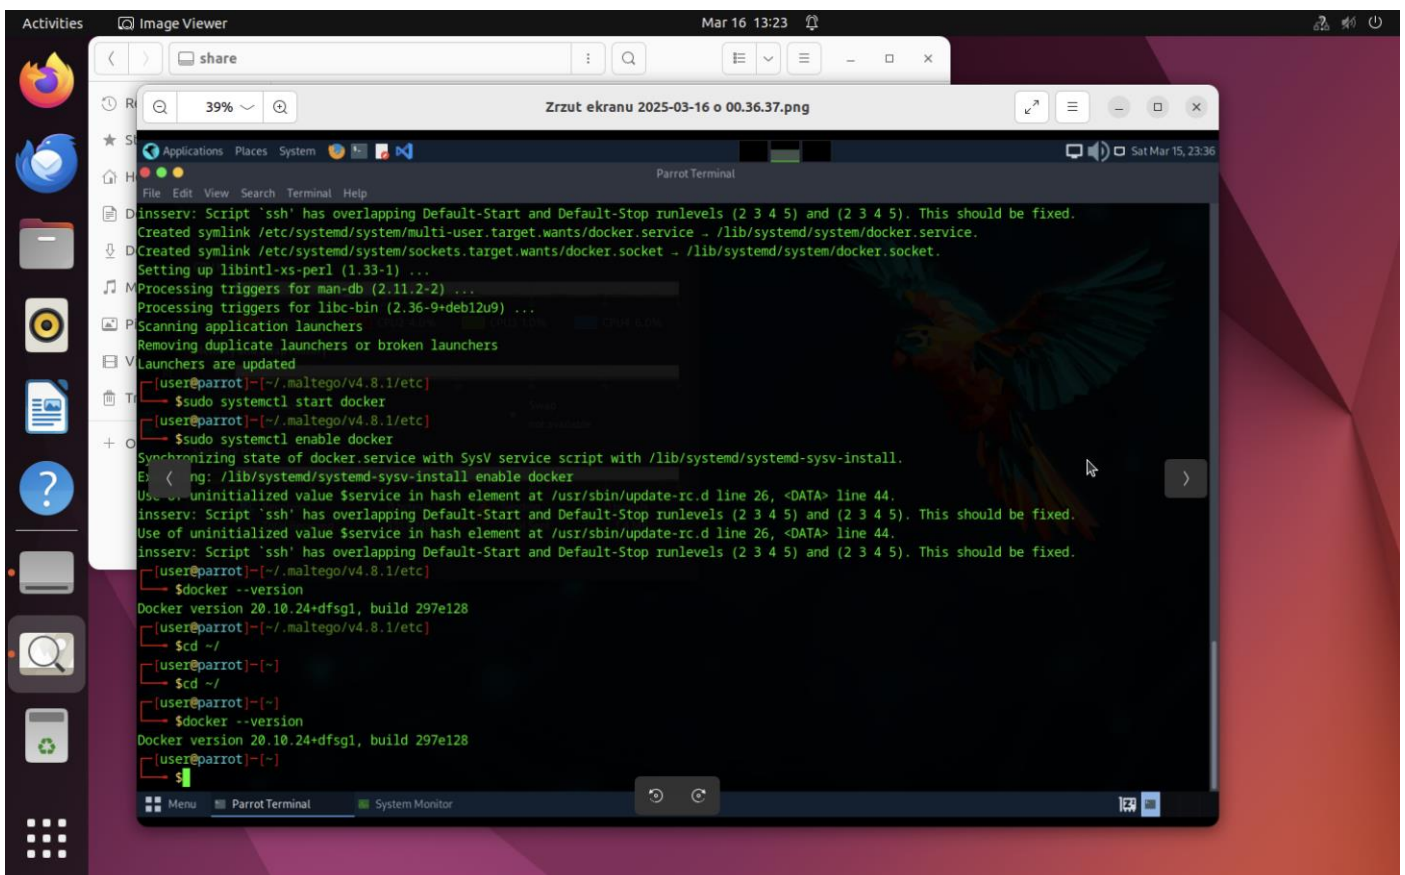 Activities Image Viewer Mar 16 13:23
share
39% Zrzut ekranu 2025-03-16 o 00.36.37.png
Applications Places System Sat Mar 15, 23:36
Parrot Terminal
File Edit View Search Terminal Help
insserv: Script `ssh' has overlapping Default-Start and Default-Stop runlevels (2 3 4 5) and (2 3 4 5). This should be fixed.
Created symlink /etc/systemd/system/multi-user.target.wants/docker.service → /lib/systemd/system/docker.service.
Created symlink /etc/systemd/system/sockets.target.wants/docker.socket → /lib/systemd/system/docker.socket.
Setting up libintl-xs-perl (1.33-1) ...
Processing triggers for man-db (2.11.2-2) ...
Processing triggers for libc-bin (2.36-9+deb12u9) ...
Scanning application launchers
Removing duplicate launchers or broken launchers
Launchers are updated
[user@parrot]-[~/.maltego/v4.8.1/etc]
$sudo systemctl start docker
[user@parrot]-[~/.maltego/v4.8.1/etc]
$sudo systemctl enable docker
Synchronizing state of docker.service with SysV service script with /lib/systemd/systemd-sysv-install.
ng: /lib/systemd/systemd-sysv-install enable docker
Use of uninitialized value $service in hash element at /usr/sbin/update-rc.d line 26, <DATA> line 44.
insserv: Script `ssh' has overlapping Default-Start and Default-Stop runlevels (2 3 4 5) and (2 3 4 5). This should be fixed.
Use of uninitialized value $service in hash element at /usr/sbin/update-rc.d line 26, <DATA> line 44.
insserv: Script `ssh' has overlapping Default-Start and Default-Stop runlevels (2 3 4 5) and (2 3 4 5). This should be fixed.
[user@parrot]-[~/.maltego/v4.8.1/etc]
$docker --version
Docker version 20.10.24+dfsg1, build 297e128
[user@parrot]-[~/.maltego/v4.8.1/etc]
$cd ~/
[user@parrot]-[~]
$cd ~/
[user@parrot]-[~]
$docker --version
Docker version 20.10.24+dfsg1, build 297e128
[user@parrot]-[~]
$
Menu Parrot Terminal System Monitor